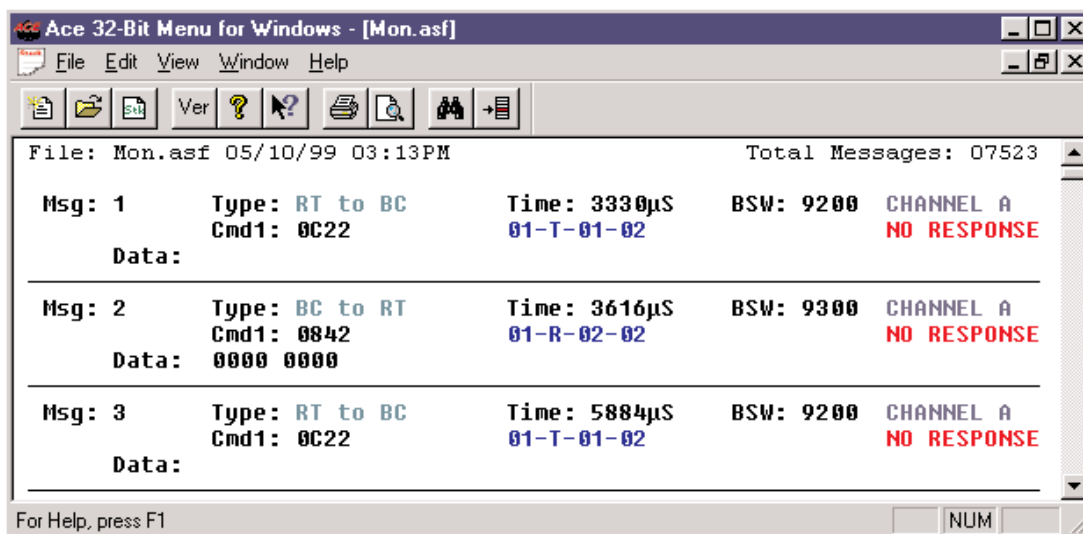 Ace 32-Bit Menu for Windows - [Mon.asf]
File Edit View Window Help
Stk Ver
File: Mon.asf 05/10/99 03:13PM Total Messages: 07523
Msg: 1 Type: RT to BC Time: 3330µS BSW: 9200 CHANNEL A
Cmd1: 0C22 01-T-01-02 NO RESPONSE
Data:
Msg: 2 Type: BC to RT Time: 3616µS BSW: 9300 CHANNEL A
Cmd1: 0842 01-R-02-02 NO RESPONSE
Data: 0000 0000
Msg: 3 Type: RT to BC Time: 5884µS BSW: 9200 CHANNEL A
Cmd1: 0C22 01-T-01-02 NO RESPONSE
Data:
For Help, press F1 NUM